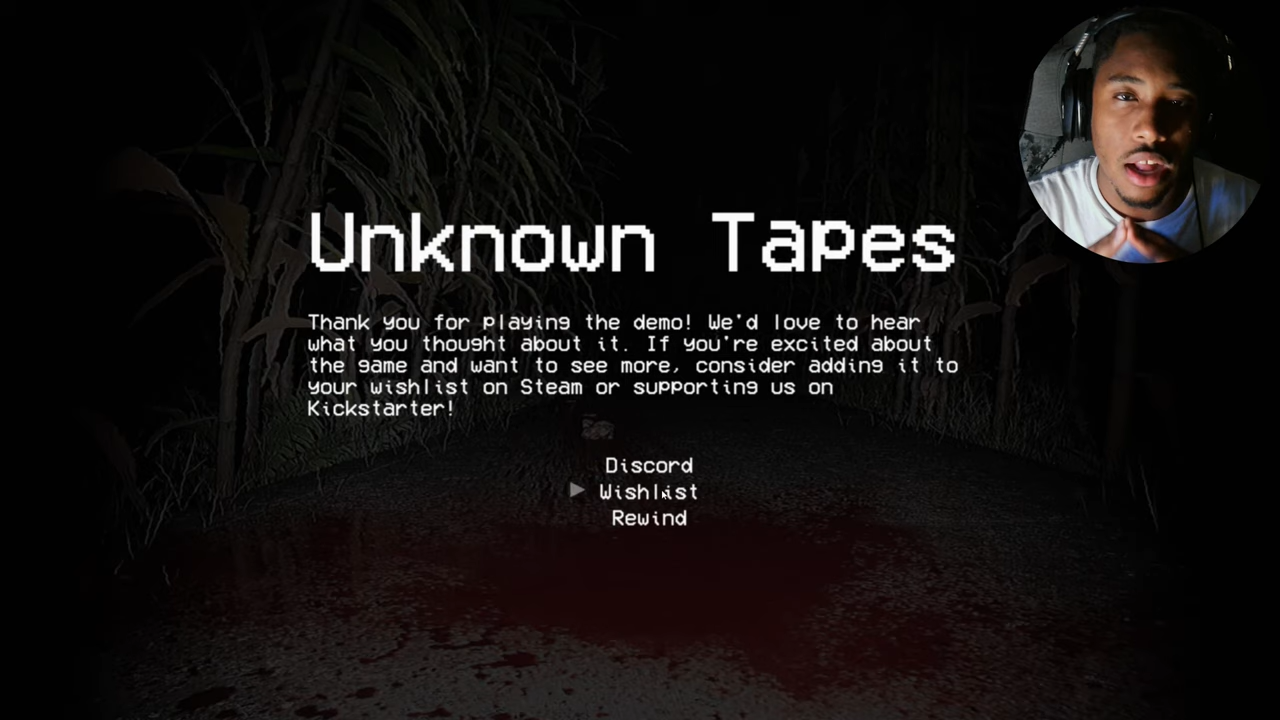 Unknown Tapes
Thank you for playing the demo! We'd love to hear
what you thought about it. If you're excited about
the game and want to see more, consider adding it to
your wishlist on Steam or supporting us on
Kickstarter!
Discord
Wishlist
Rewind